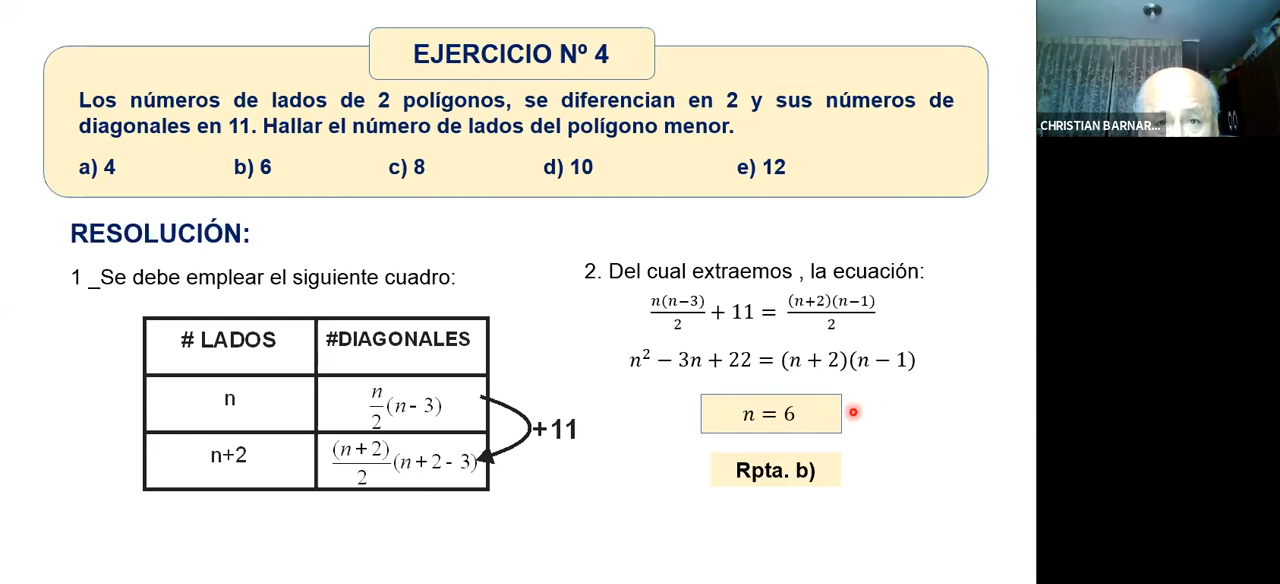 EJERCICIO Nº 4
Los números de lados de 2 polígonos, se diferencian en 2 y sus números de
diagonales en 11. Hallar el número de lados del polígono menor.
a) 4 b) 6 c) 8 d) 10 e) 12
CHRISTIAN BARNAR...
RESOLUCIÓN:
1 _Se debe emplear el siguiente cuadro:
# LADOS #DIAGONALES
n n/2 (n - 3)
n+2 (n + 2)/2 (n + 2 - 3)
+11
2. Del cual extraemos , la ecuación:
n(n−3)/2 + 11 = (n+2)(n−1)/2
n² − 3n + 22 = (n + 2)(n − 1)
n = 6
Rpta. b)